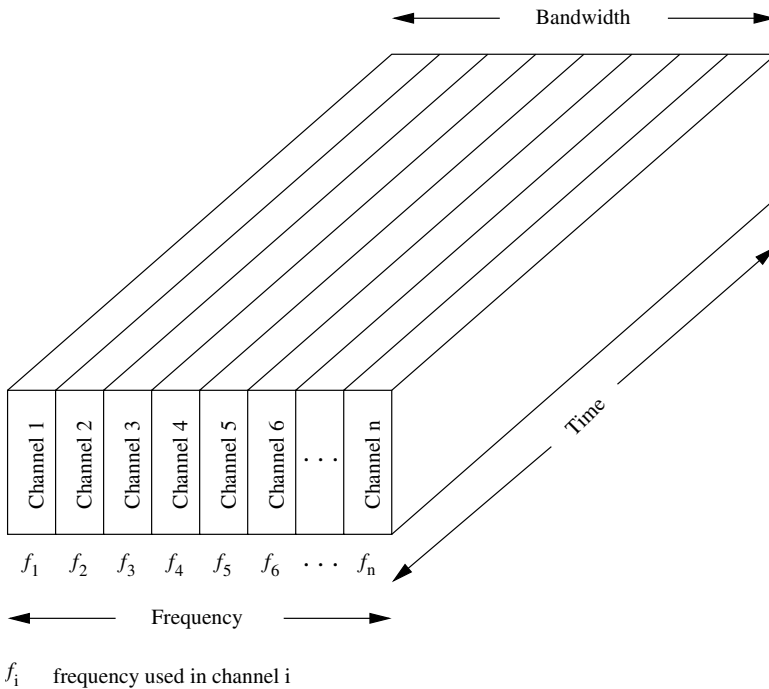 Bandwidth
Time
Channel 1 Channel 2 Channel 3 Channel 4 Channel 5 Channel 6 . . . Channel n
f1 f2 f3 f4 f5 f6 . . . fn
Frequency
fi frequency used in channel i